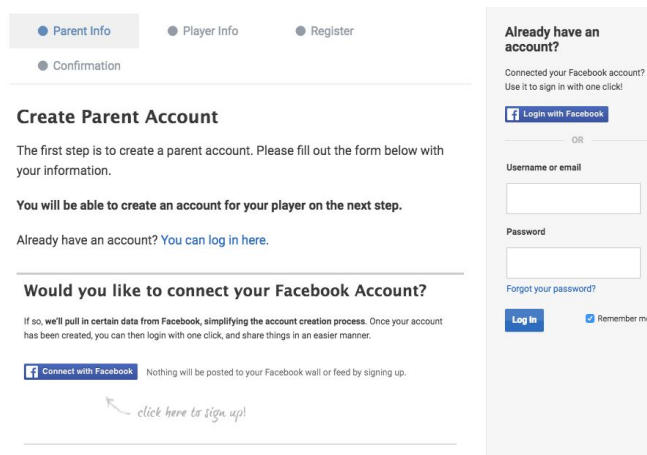 Parent Info
Player Info
Register
Confirmation
Create Parent Account
The first step is to create a parent account. Please fill out the form below with
your information.
You will be able to create an account for your player on the next step.
Already have an account? You can log in here.
Would you like to connect your Facebook Account?
If so, we'll pull in certain data from Facebook, simplifying the account creation process. Once your account
has been created, you can then login with one click, and share things in an easier manner.
f Connect with Facebook
Nothing will be posted to your Facebook wall or feed by signing up.
click here to sign up!
Already have an
account?
Connected your Facebook account?
Use it to sign in with one click!
f Login with Facebook
OR
Username or email
Password
Forgot your password?
Log In
Remember m